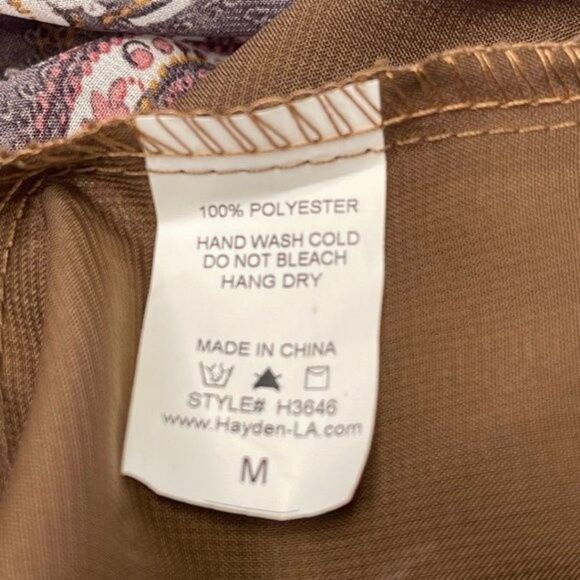 100% POLYESTER
HAND WASH COLD
DO NOT BLEACH
HANG DRY
MADE IN CHINA
STYLE# H3646
www.Hayden-LA.com
M